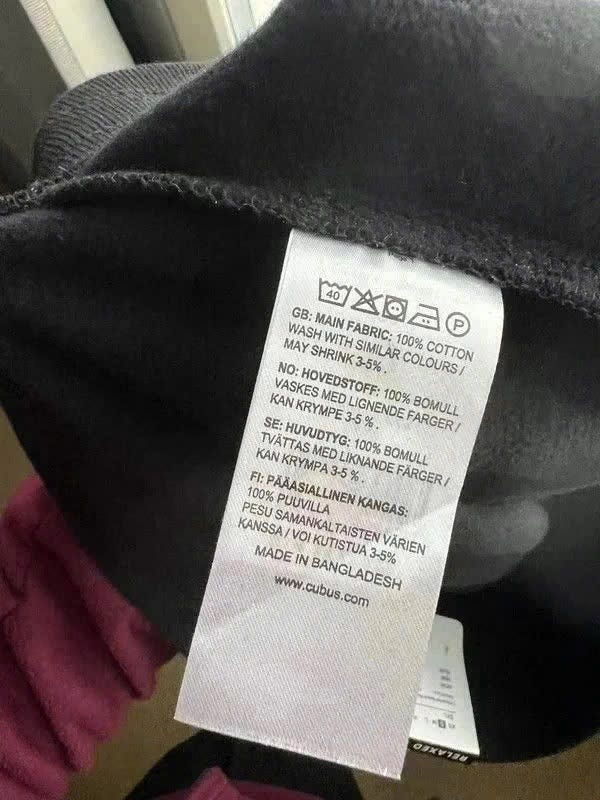 40 P
GB: MAIN FABRIC: 100% COTTON
WASH WITH SIMILAR COLOURS /
MAY SHRINK 3-5% .
NO: HOVEDSTOFF: 100% BOMULL
VASKES MED LIGNENDE FARGER /
KAN KRYMPE 3-5 % .
SE: HUVUDTYG: 100% BOMULL
TVÄTTAS MED LIKNANDE FÄRGER /
KAN KRYMPA 3-5 % .
FI: PÄÄASIALLINEN KANGAS:
100% PUUVILLA
PESU SAMANKALTAISTEN VÄRIEN
KANSSA / VOI KUTISTUA 3-5%
MADE IN BANGLADESH
www.cubus.com
RELAXED